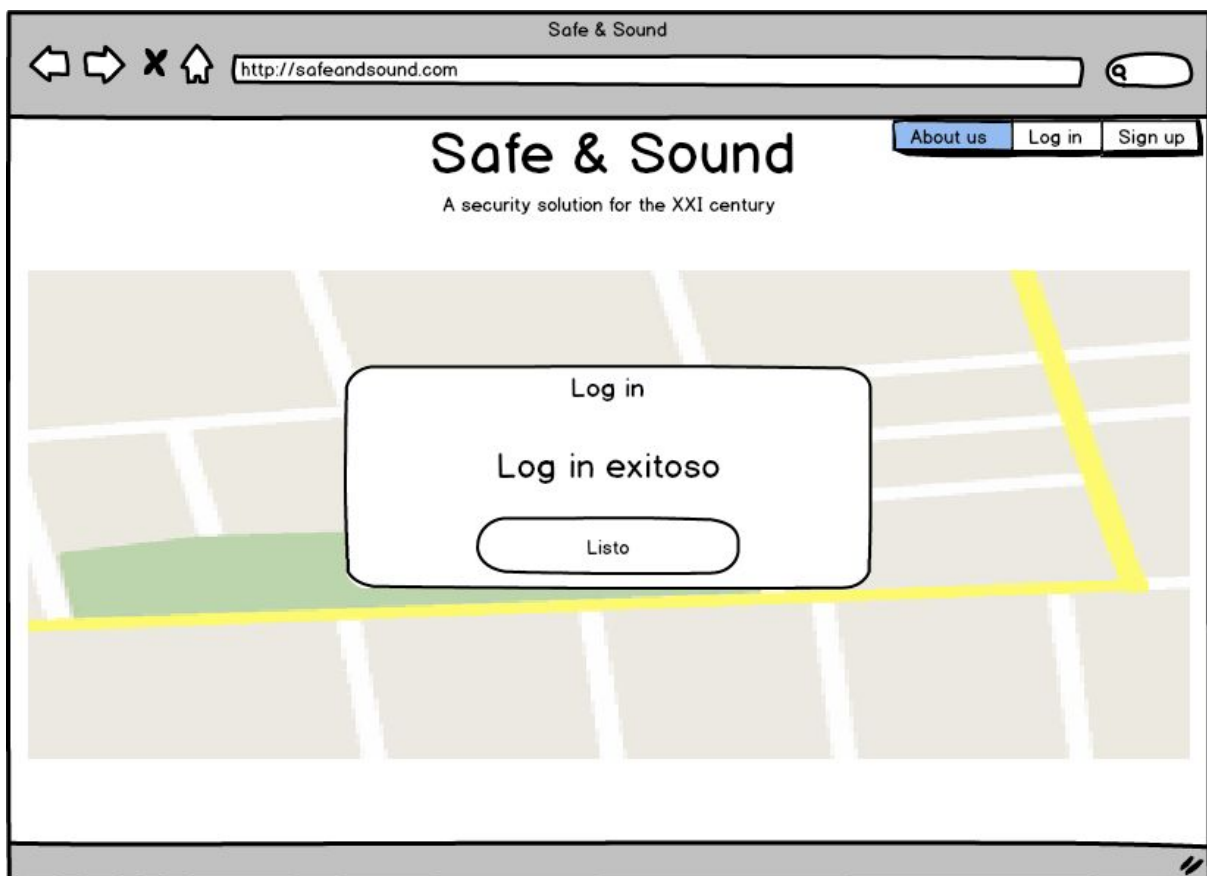 Safe & Sound
http://safeandsound.com
About us Log in Sign up
Safe & Sound
A security solution for the XXI century
Log in
Log in exitoso
Listo